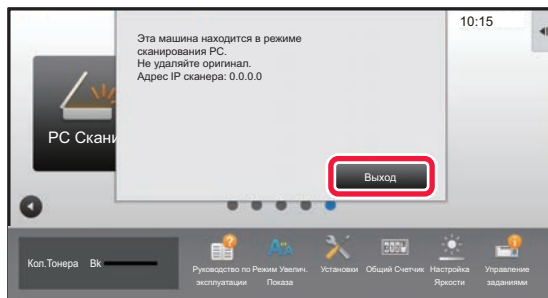 10:15
Эта машина находится в режиме
сканирования PC.
Не удаляйте оригинал.
Адрес IP сканера: 0.0.0.0
PC Скани
Выход
Кол.Тонера Bk
Руководство по
эксплуатации
Режим Увелич.
Показа
Установки
Общий Счетчик
Настройка
Яркости
Управление
заданиями